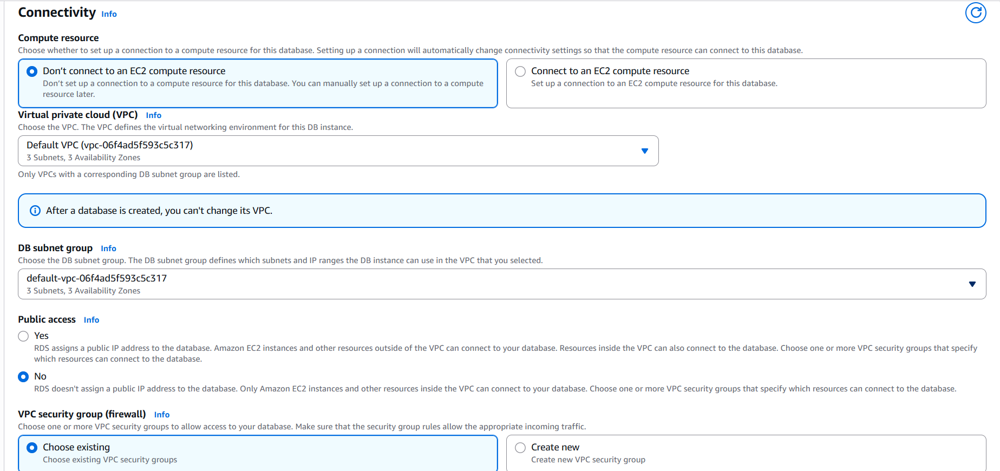 Connectivity Info
Compute resource
Choose whether to set up a connection to a compute resource for this database. Setting up a connection will automatically change connectivity settings so that the compute resource can connect to this database.
Don’t connect to an EC2 compute resource
Don’t set up a connection to a compute resource for this database. You can manually set up a connection to a compute
resource later.
Connect to an EC2 compute resource
Set up a connection to an EC2 compute resource for this database.
Virtual private cloud (VPC) Info
Choose the VPC. The VPC defines the virtual networking environment for this DB instance.
Default VPC (vpc-06f4ad5f593c5c317)
3 Subnets, 3 Availability Zones
Only VPCs with a corresponding DB subnet group are listed.
After a database is created, you can't change its VPC.
DB subnet group Info
Choose the DB subnet group. The DB subnet group defines which subnets and IP ranges the DB instance can use in the VPC that you selected.
default-vpc-06f4ad5f593c5c317
3 Subnets, 3 Availability Zones
Public access Info
Yes
RDS assigns a public IP address to the database. Amazon EC2 instances and other resources outside of the VPC can connect to your database. Resources inside the VPC can also connect to the database. Choose one or more VPC security groups that specify
which resources can connect to the database.
No
RDS doesn't assign a public IP address to the database. Only Amazon EC2 instances and other resources inside the VPC can connect to your database. Choose one or more VPC security groups that specify which resources can connect to the database.
VPC security group (firewall) Info
Choose one or more VPC security groups to allow access to your database. Make sure that the security group rules allow the appropriate incoming traffic.
Choose existing
Choose existing VPC security groups
Create new
Create new VPC security group